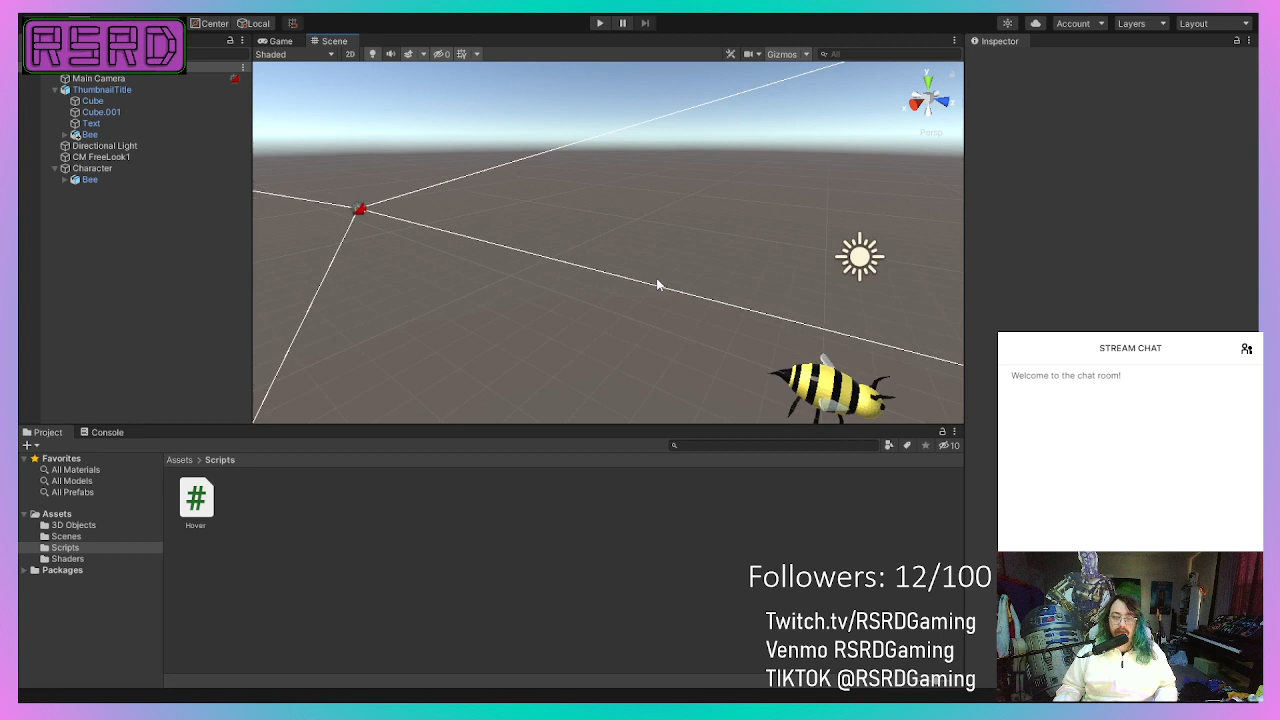 RSRD
Center
Local
Account
Layers
Layout
Game
Scene
Inspector
Shaded
2D
0
Gizmos
All
Main Camera
ThumbnailTitle
Cube
Cube.001
Text
Bee
Directional Light
CM FreeLook1
Character
Bee
y
x
z
Persp
Project
Console
10
Favorites
All Materials
All Models
All Prefabs
Assets
3D Objects
Scenes
Scripts
Shaders
Packages
Assets > Scripts
#
Hover
STREAM CHAT
Welcome to the chat room!
Followers: 12/100
Twitch.tv/RSRDGaming
Venmo RSRDGaming
TIKTOK @RSRDGaming